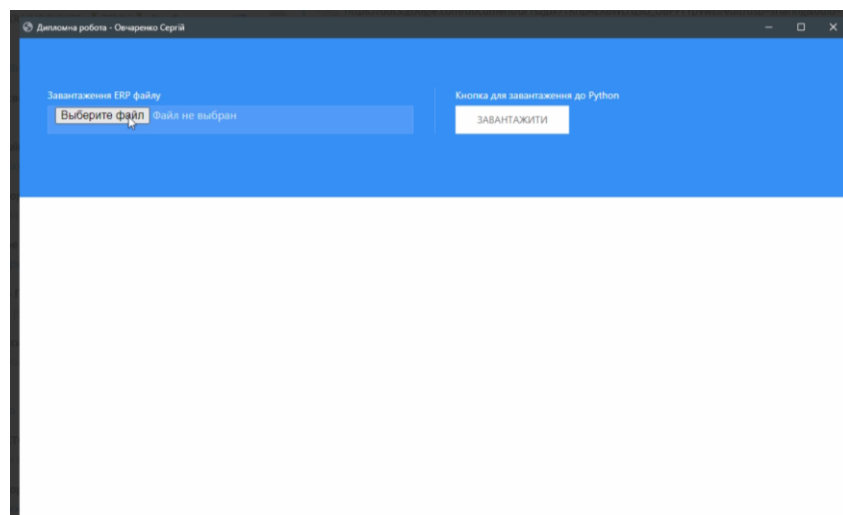 Дипломна робота - Овчаренко Сергій
Завантаження ERP файлу
Выберите файл Файл не выбран
Кнопка для завантаження до Python
ЗАВАНТАЖИТИ